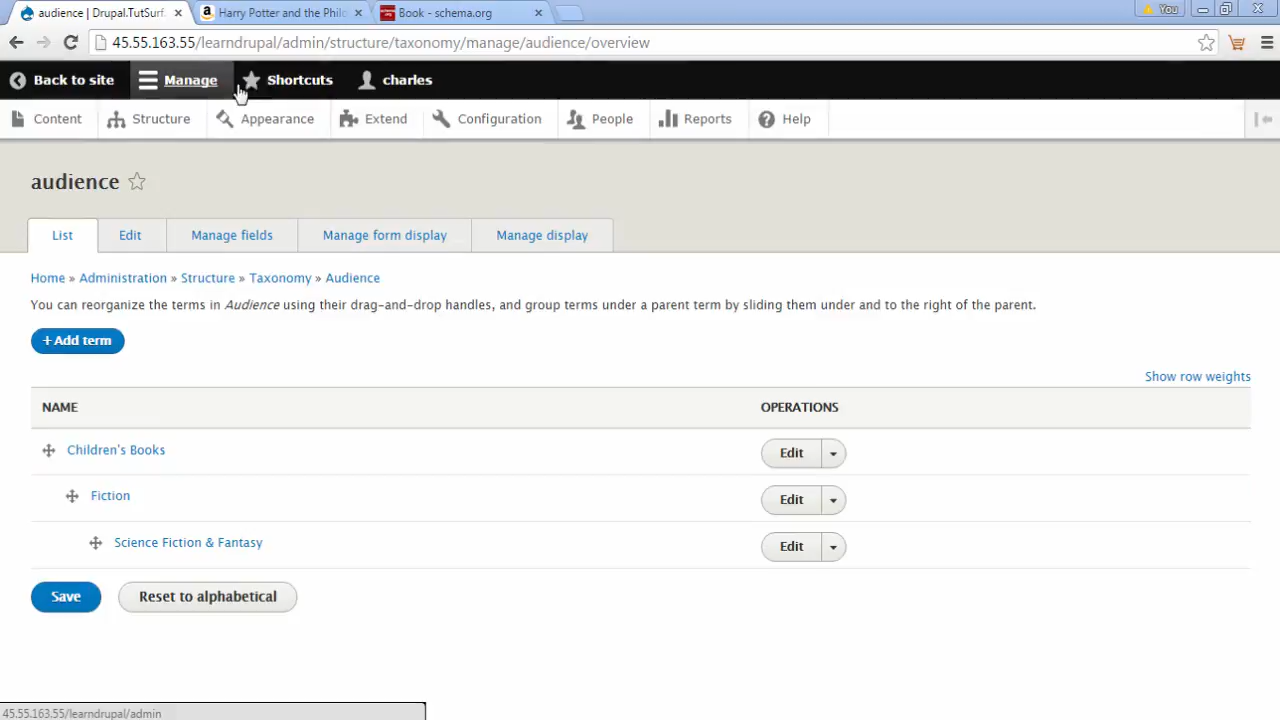 audience | Drupal.TutSurf.
Harry Potter and the Philo
Book - schema.org
You
45.55.163.55/learndrupal/admin/structure/taxonomy/manage/audience/overview
Back to site
Manage
Shortcuts
charles
Content
Structure
Appearance
Extend
Configuration
People
Reports
Help
audience
List
Edit
Manage fields
Manage form display
Manage display
Home » Administration » Structure » Taxonomy » Audience
You can reorganize the terms in Audience using their drag-and-drop handles, and group terms under a parent term by sliding them under and to the right of the parent.
+ Add term
Show row weights
NAME
OPERATIONS
Children's Books
Edit
Fiction
Edit
Science Fiction & Fantasy
Edit
Save
Reset to alphabetical
45.55.163.55/learndrupal/admin